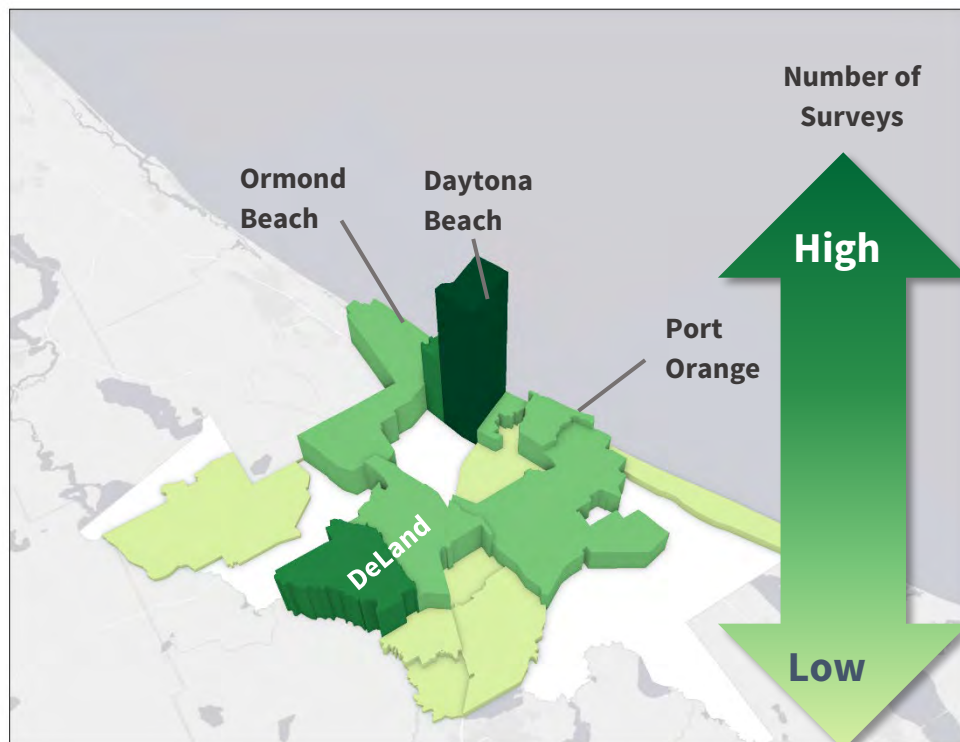 Number of
Surveys
Ormond
Beach
Daytona
Beach
High
Port
Orange
DeLand
Low